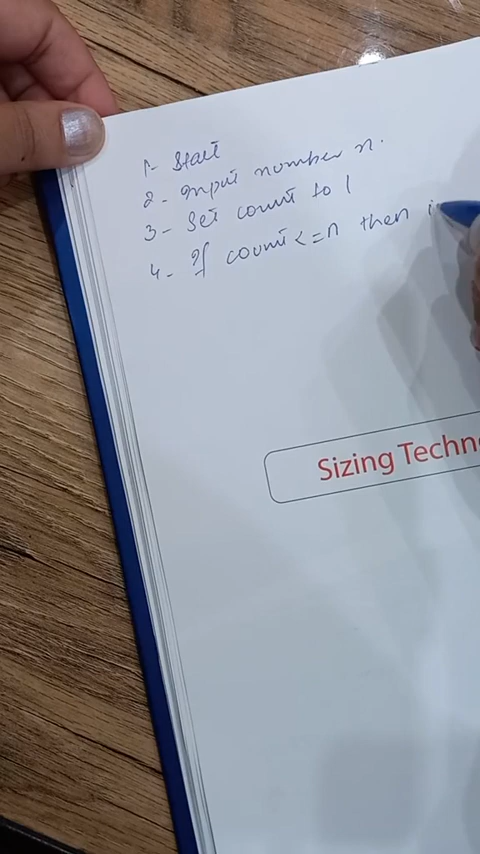 1- Start
2- Input number n.
3- Set count to 1
4- If count <= n then i
Sizing Techn